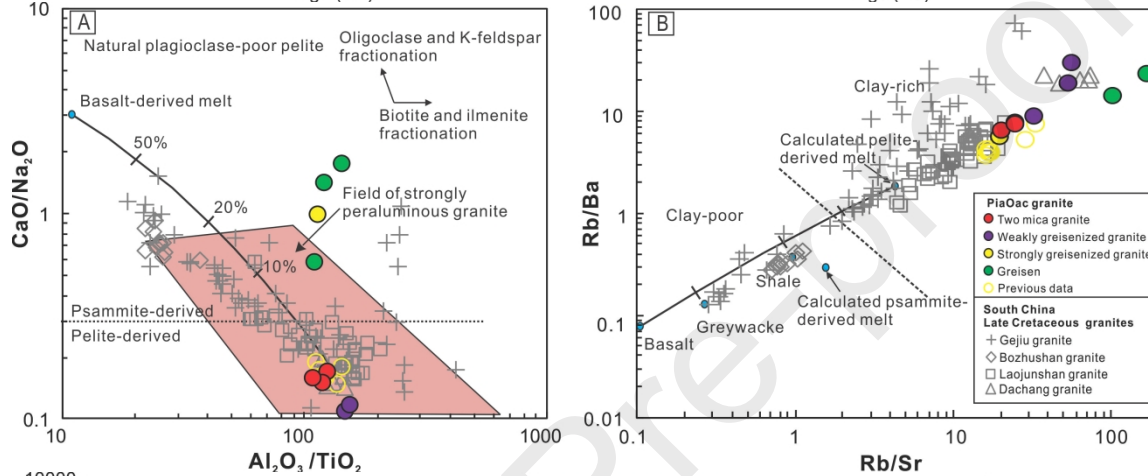 A
Natural plagioclase-poor pelite
Oligoclase and K-feldspar
fractionation
Biotite and ilmenite
fractionation
Basalt-derived melt
50%
20%
10%
Field of strongly
peraluminous granite
Psammite-derived
Pelite-derived
CaO/Na2O
10
1
0.1
10
100
1000
Al2O3/TiO2
B
Clay-rich
Calculated pelite-
derived melt
Clay-poor
Shale
Calculated psammite-
derived melt
Greywacke
Basalt
Rb/Ba
100
10
1
0.1
0.01
0.1
1
10
100
Rb/Sr
PiaOac granite
Two mica granite
Weakly greisenized granite
Strongly greisenized granite
Greisen
Previous data
South China
Late Cretaceous granites
Gejiu granite
Bozhushan granite
Laojunshan granite
Dachang granite
Pre-proof
10000